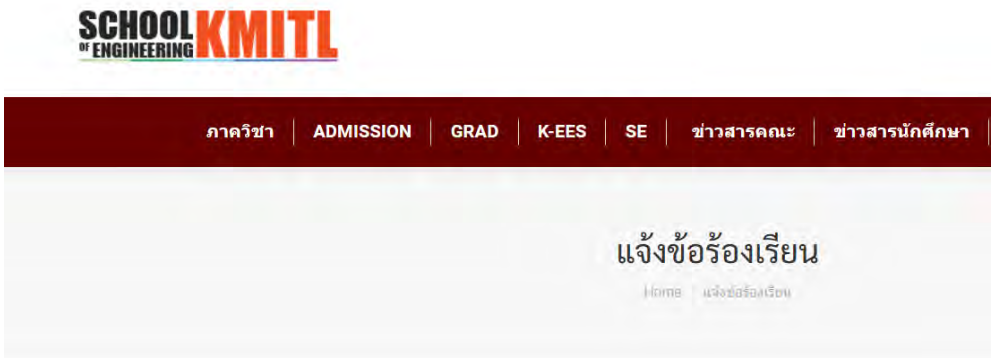 SCHOOL
OF ENGINEERING KMITL
ภาควิชา ADMISSION GRAD K-EES SE ข่าวสารคณะ ข่าวสารนักศึกษา
แจ้งข้อร้องเรียน
Home แจ้งข้อร้องเรียน